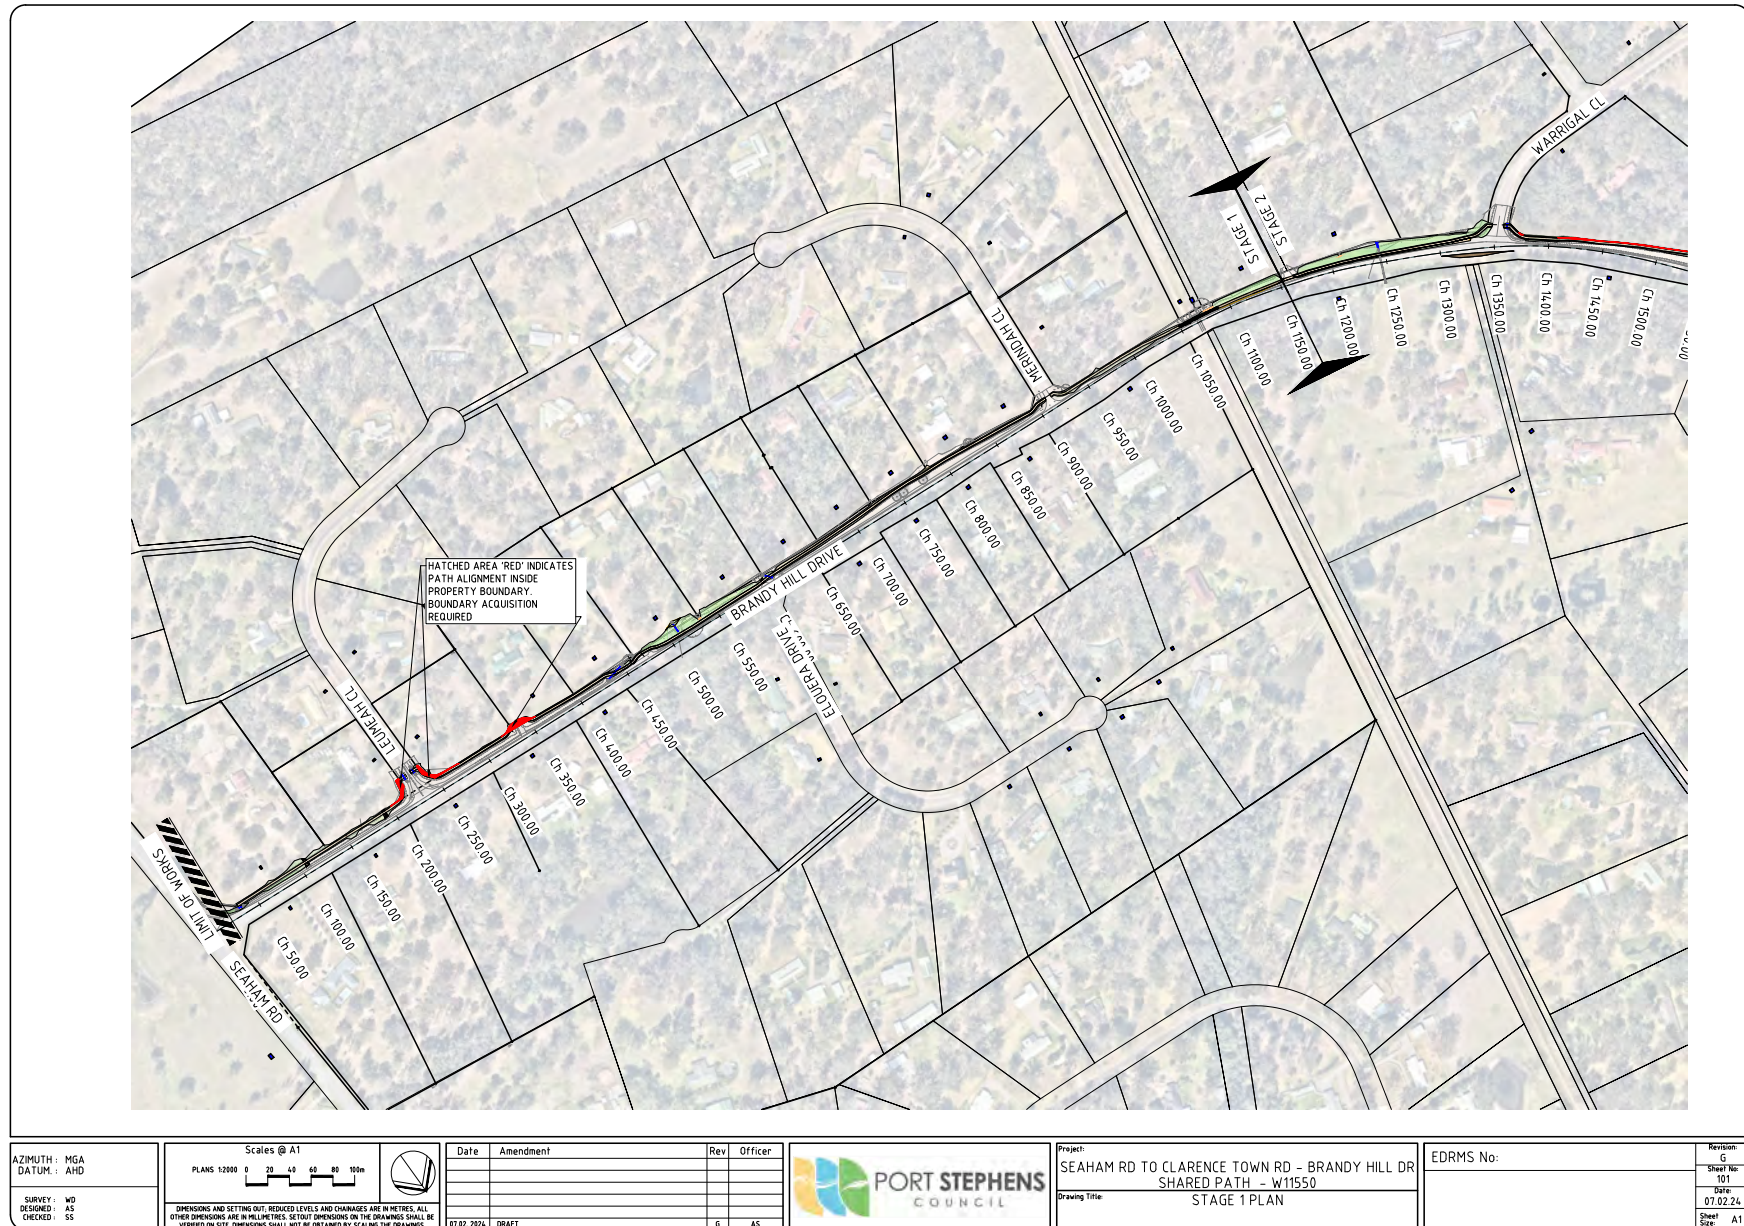 WARRIGAL CL
STAGE 1
STAGE 2
MERINDAH CL
Ch 1500.00
Ch 1450.00
Ch 1400.00
Ch 1350.00
Ch 1300.00
Ch 1250.00
Ch 1200.00
Ch 1150.00
Ch 1100.00
Ch 1050.00
Ch 1000.00
Ch 950.00
Ch 900.00
Ch 850.00
Ch 800.00
Ch 750.00
Ch 700.00
Ch 650.00
Ch 550.00
Ch 500.00
Ch 450.00
Ch 400.00
Ch 350.00
Ch 300.00
Ch 250.00
Ch 200.00
Ch 150.00
Ch 100.00
Ch 50.00
HATCHED AREA 'RED' INDICATES
PATH ALIGNMENT INSIDE
PROPERTY BOUNDARY.
BOUNDARY ACQUISITION
REQUIRED
BRANDY HILL DRIVE
ELOUERA DRIVE
LEUMEAH CL
LIMIT OF WORKS
SEAHAM RD
AZIMUTH : MGA
DATUM. : AHD
SURVEY : WD
DESIGNED : AS
CHECKED : SS
Scales @ A1
PLANS 1:2000 0 20 40 60 80 100m
DIMENSIONS AND SETTING OUT; REDUCED LEVELS AND CHAINAGES ARE IN METRES, ALL
OTHER DIMENSIONS ARE IN MILLIMETRES. SETOUT DIMENSIONS ON THE DRAWINGS SHALL BE
VERIFIED ON SITE. DIMENSIONS SHALL NOT BE OBTAINED BY SCALING THE DRAWINGS.
Date Amendment Rev Officer
07.02.2024 DRAFT G AS
PORT STEPHENS
COUNCIL
Project:
SEAHAM RD TO CLARENCE TOWN RD - BRANDY HILL DR
SHARED PATH - W11550
Drawing Title:
STAGE 1 PLAN
EDRMS No:
Revision:
G
Sheet No:
101
Date:
07.02.24
Sheet
Size: A1